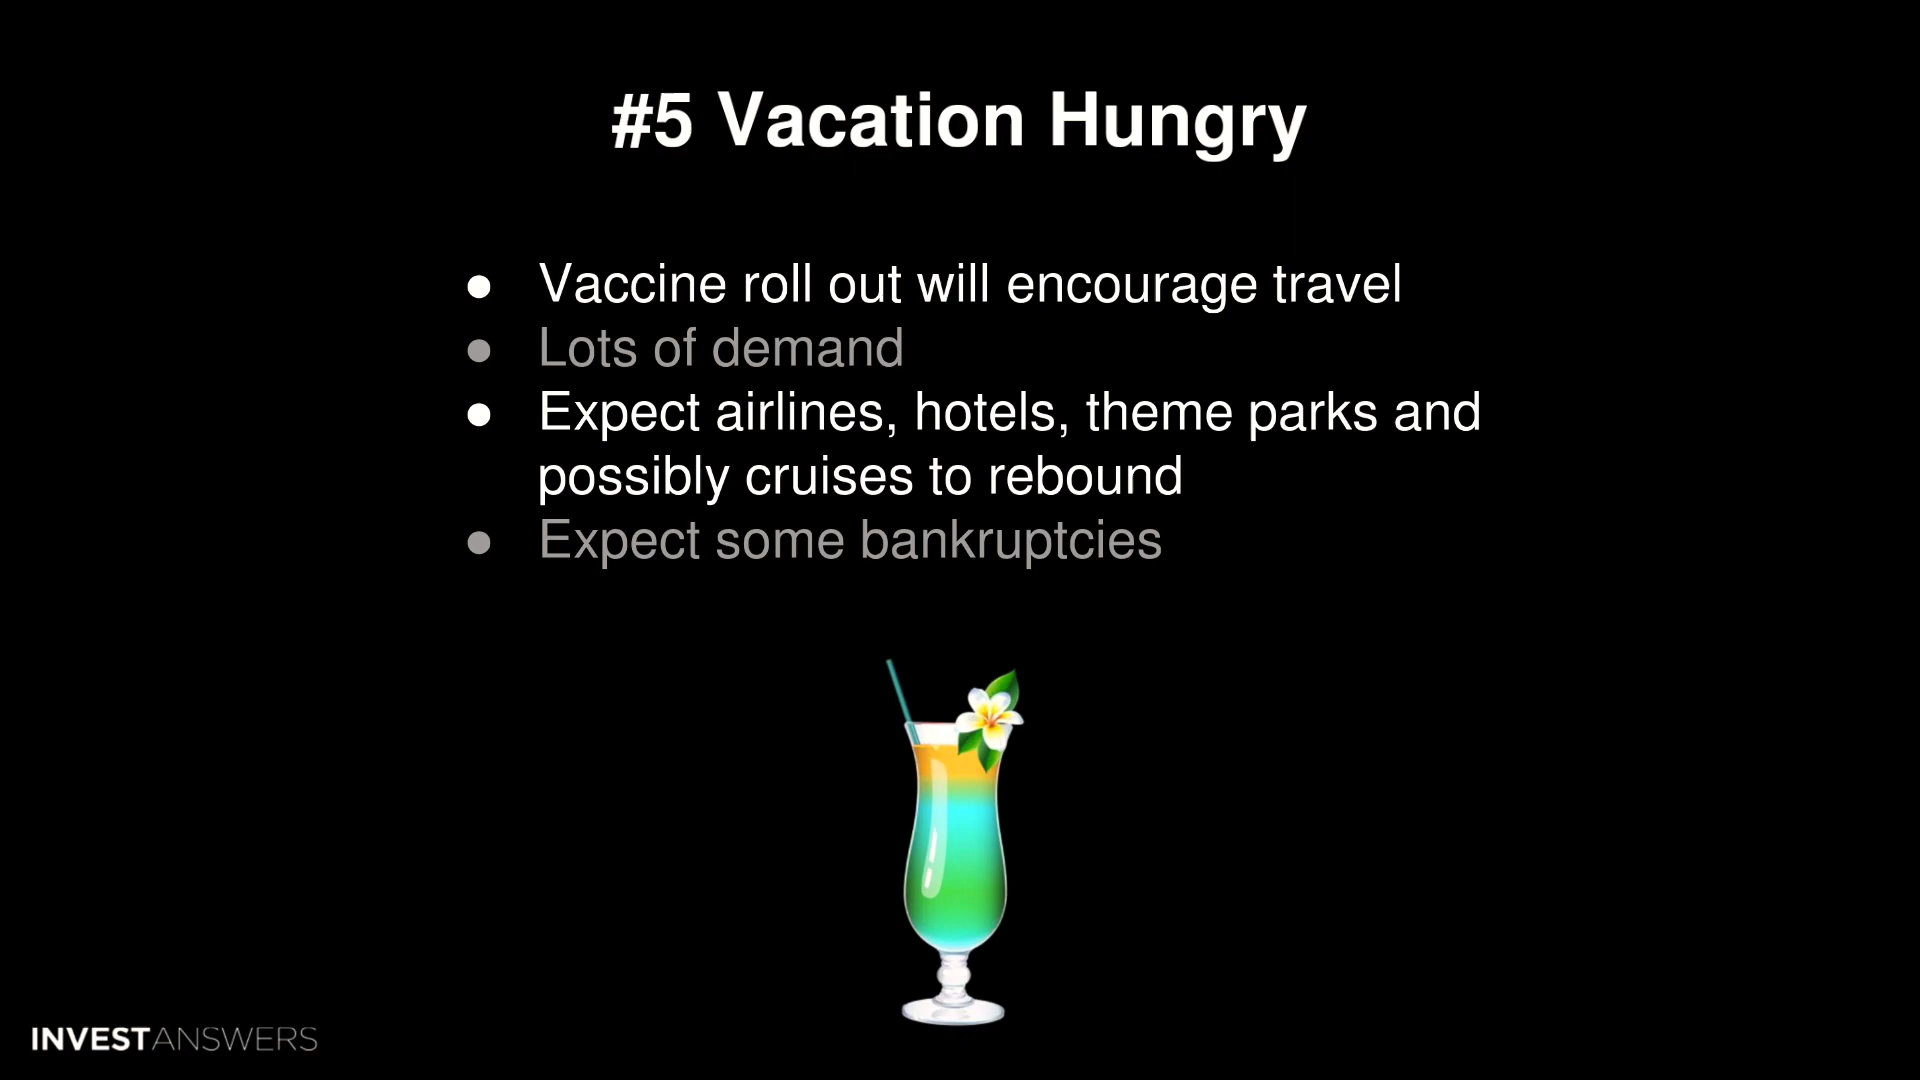 #5 Vacation Hungry
● Vaccine roll out will encourage travel
● Lots of demand
● Expect airlines, hotels, theme parks and
possibly cruises to rebound
● Expect some bankruptcies
INVESTANSWERS